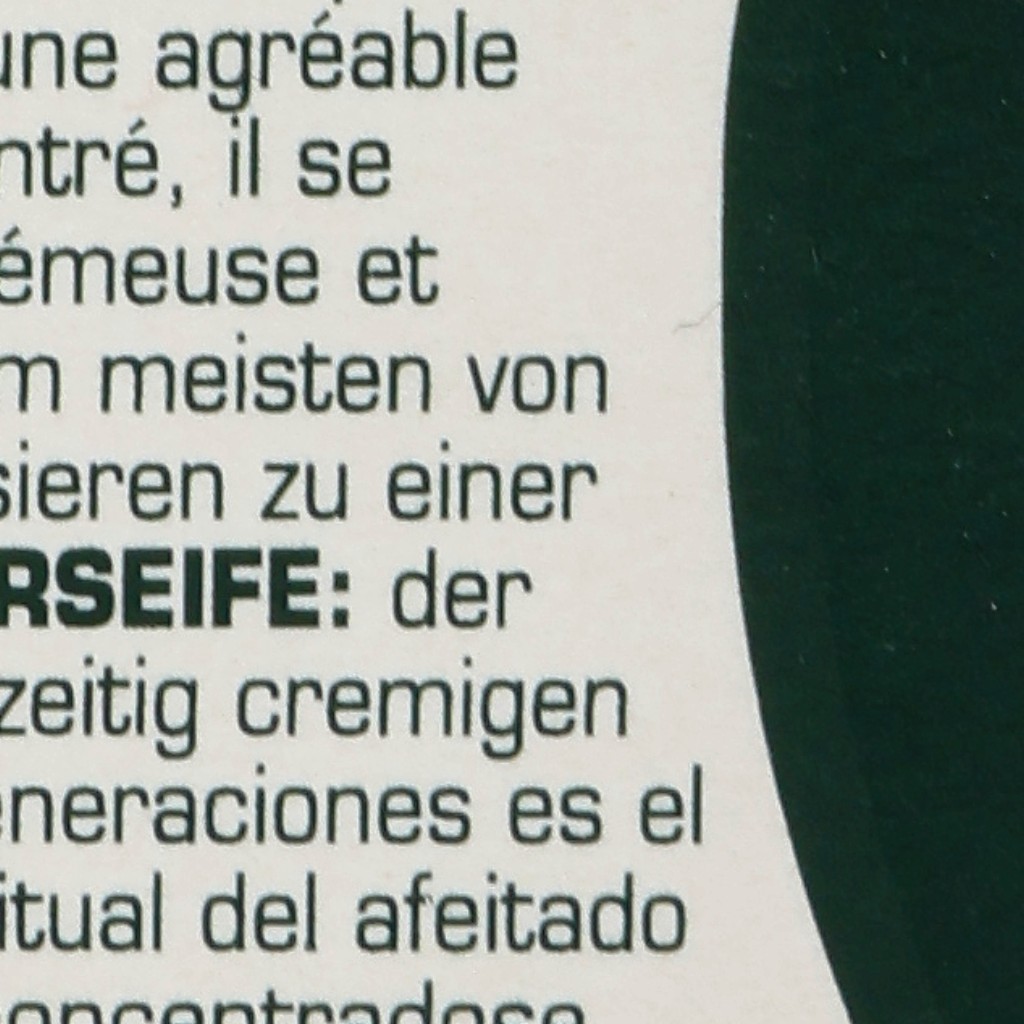 une agréable
ntré, il se
émeuse et
m meisten von
sieren zu einer
RSEIFE: der
zeitig cremigen
eneraciones es el
itual del afeitado
oncentradose